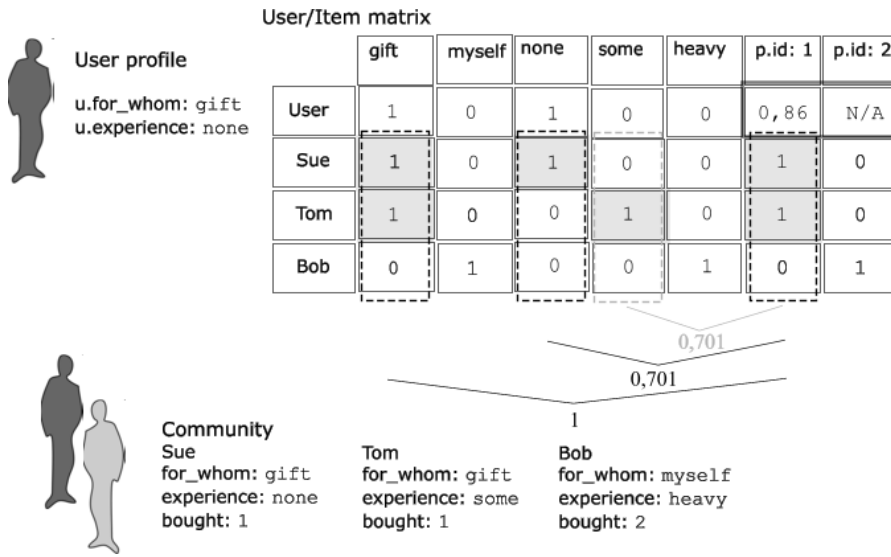 User/Item matrix
User profile
u.for_whom: gift
u.experience: none
gift myself none some heavy p.id: 1 p.id: 2
User 1 0 1 0 0 0,86 N/A
Sue 1 0 1 0 0 1 0
Tom 1 0 0 1 0 1 0
Bob 0 1 0 0 1 0 1
0,701
0,701
1
Community
Sue Tom Bob
for_whom: gift for_whom: gift for_whom: myself
experience: none experience: some experience: heavy
bought: 1 bought: 1 bought: 2